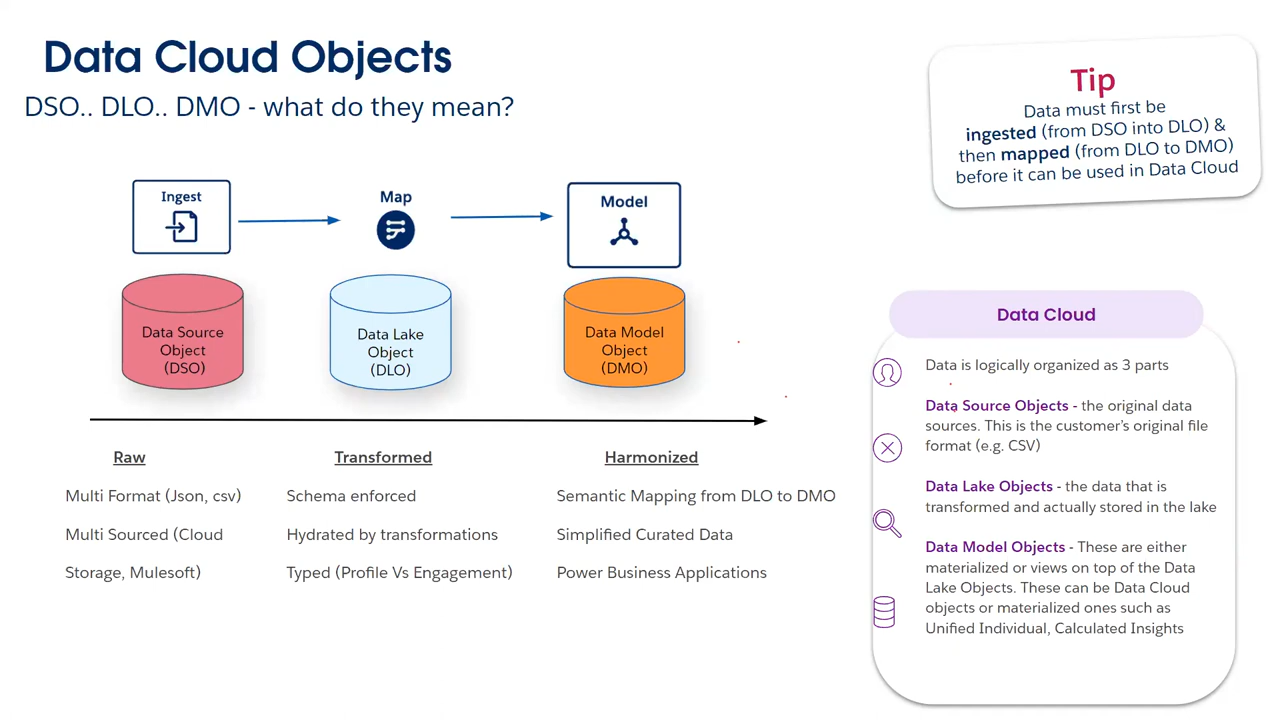 Data Cloud Objects
DSO.. DLO.. DMO - what do they mean?
Tip
Data must first be
ingested (from DSO into DLO) &
then mapped (from DLO to DMO)
before it can be used in Data Cloud
Ingest
Map
Model
Data Source
Object
(DSO)
Data Lake
Object
(DLO)
Data Model
Object
(DMO)
Raw
Multi Format (Json, csv)
Multi Sourced (Cloud
Storage, Mulesoft)
Transformed
Schema enforced
Hydrated by transformations
Typed (Profile Vs Engagement)
Harmonized
Semantic Mapping from DLO to DMO
Simplified Curated Data
Power Business Applications
Data Cloud
Data is logically organized as 3 parts
Data Source Objects - the original data
sources. This is the customer's original file
format (e.g. CSV)
Data Lake Objects - the data that is
transformed and actually stored in the lake
Data Model Objects - These are either
materialized or views on top of the Data
Lake Objects. These can be Data Cloud
objects or materialized ones such as
Unified Individual, Calculated Insights